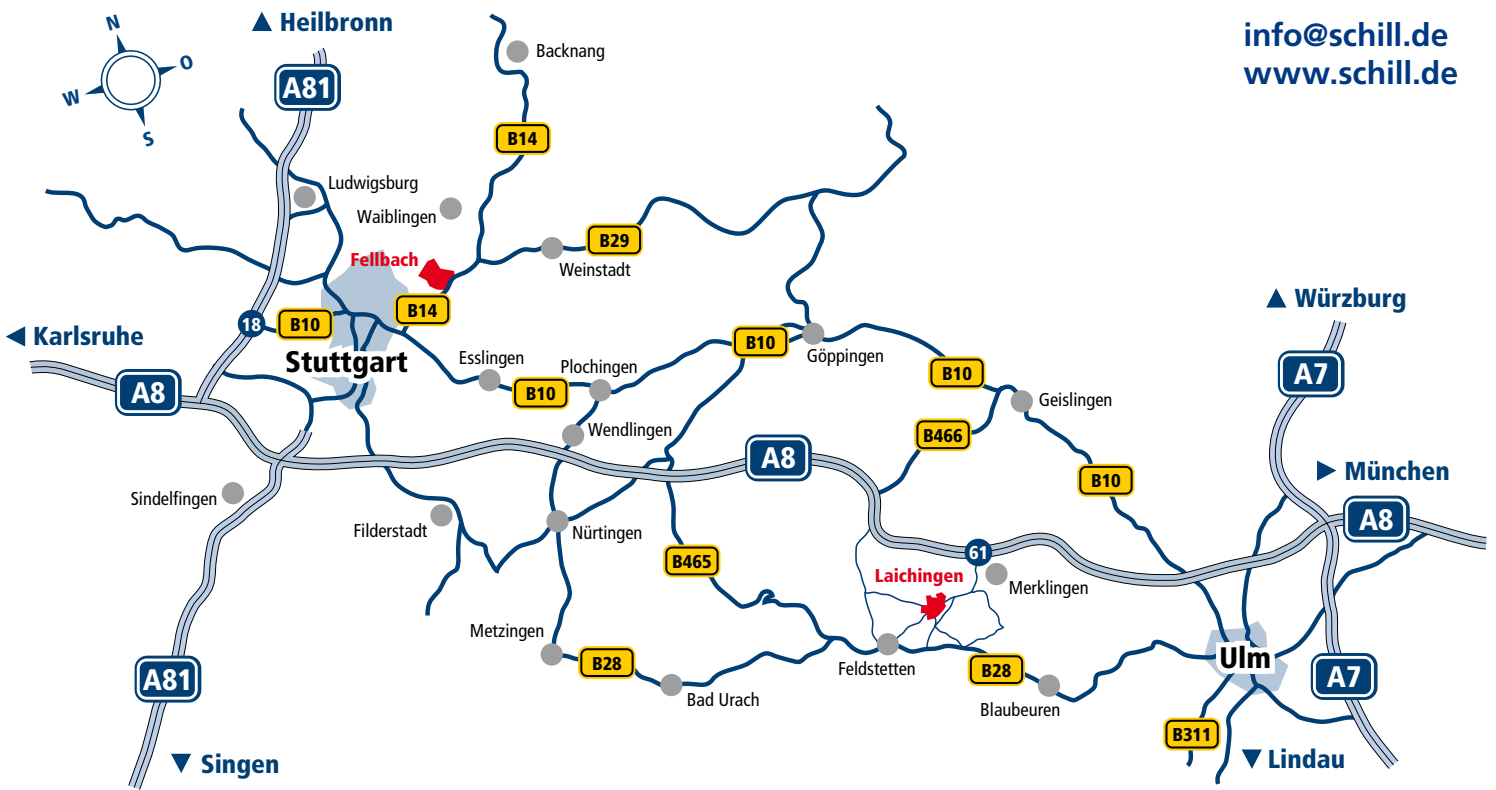 N
O
W
S
Heilbronn
info@schill.de
www.schill.de
A81
Backnang
B14
Ludwigsburg
Waiblingen
B29
Weinstadt
Fellbach
B14
18
B10
Karlsruhe
Stuttgart
A8
Esslingen
B10
Plochingen
B10
Göppingen
Wendlingen
B10
Geislingen
B466
B10
Würzburg
A7
München
A8
A8
Sindelfingen
Filderstadt
Nürtingen
B465
61
Laichingen
Merklingen
Metzingen
B28
Bad Urach
Feldstetten
B28
Blaubeuren
Ulm
A7
A81
B311
Singen
Lindau